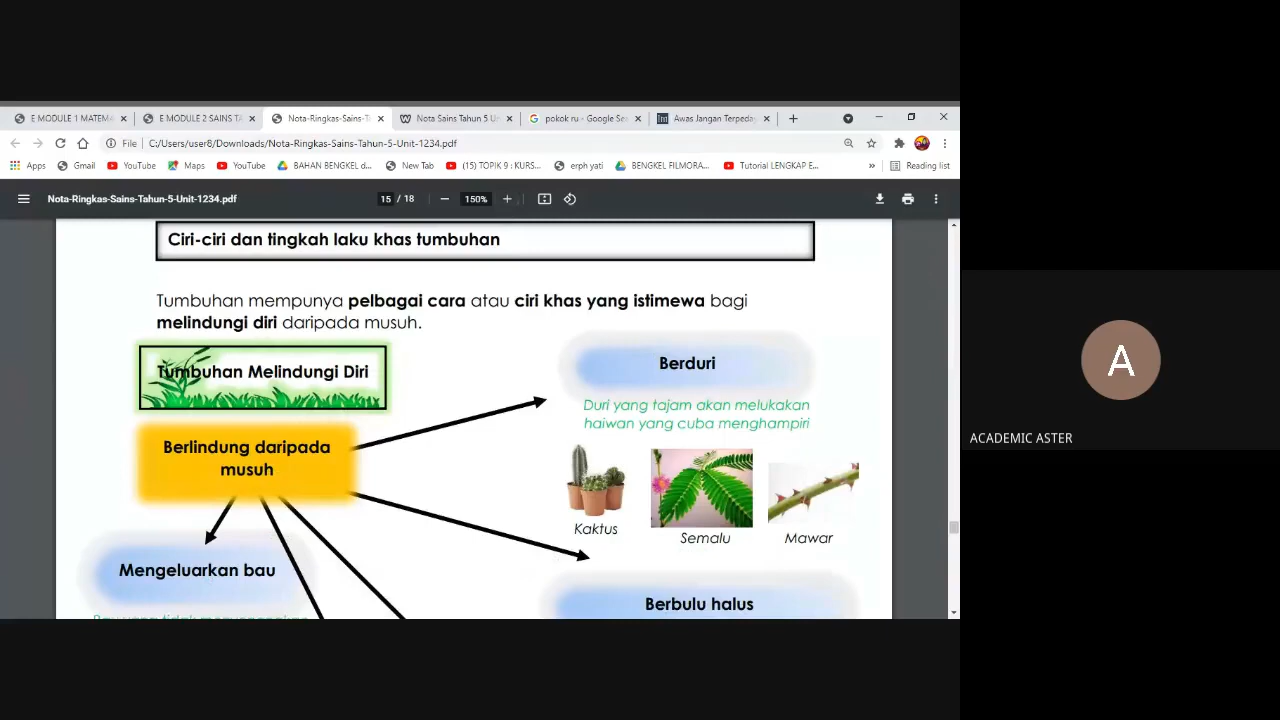 E MODULE 1 MATEM
E MODULE 2 SAINS TA
Nota-Ringkas-Sains-T
Nota Sains Tahun 5 U
pokok ru - Google Se
Awas Jangan Terpeda
File
C:/Users/user8/Downloads/Nota-Ringkas-Sains-Tahun-5-Unit-1234.pdf
Apps
Gmail
YouTube
Maps
YouTube
BAHAN BENGKEL d...
New Tab
(15) TOPIK 9 : KURS...
erph yati
BENGKEL FILMORA...
Tutorial LENGKAP E...
»
Reading list
Nota-Ringkas-Sains-Tahun-5-Unit-1234.pdf
15 / 18
150%
Ciri-ciri dan tingkah laku khas tumbuhan
Tumbuhan mempunya pelbagai cara atau ciri khas yang istimewa bagi
melindungi diri daripada musuh.
Tumbuhan Melindungi Diri
Berduri
Duri yang tajam akan melukakan
haiwan yang cuba menghampiri
Berlindung daripada
musuh
Kaktus
Semalu
Mawar
Mengeluarkan bau
Berbulu halus
A
ACADEMIC ASTER